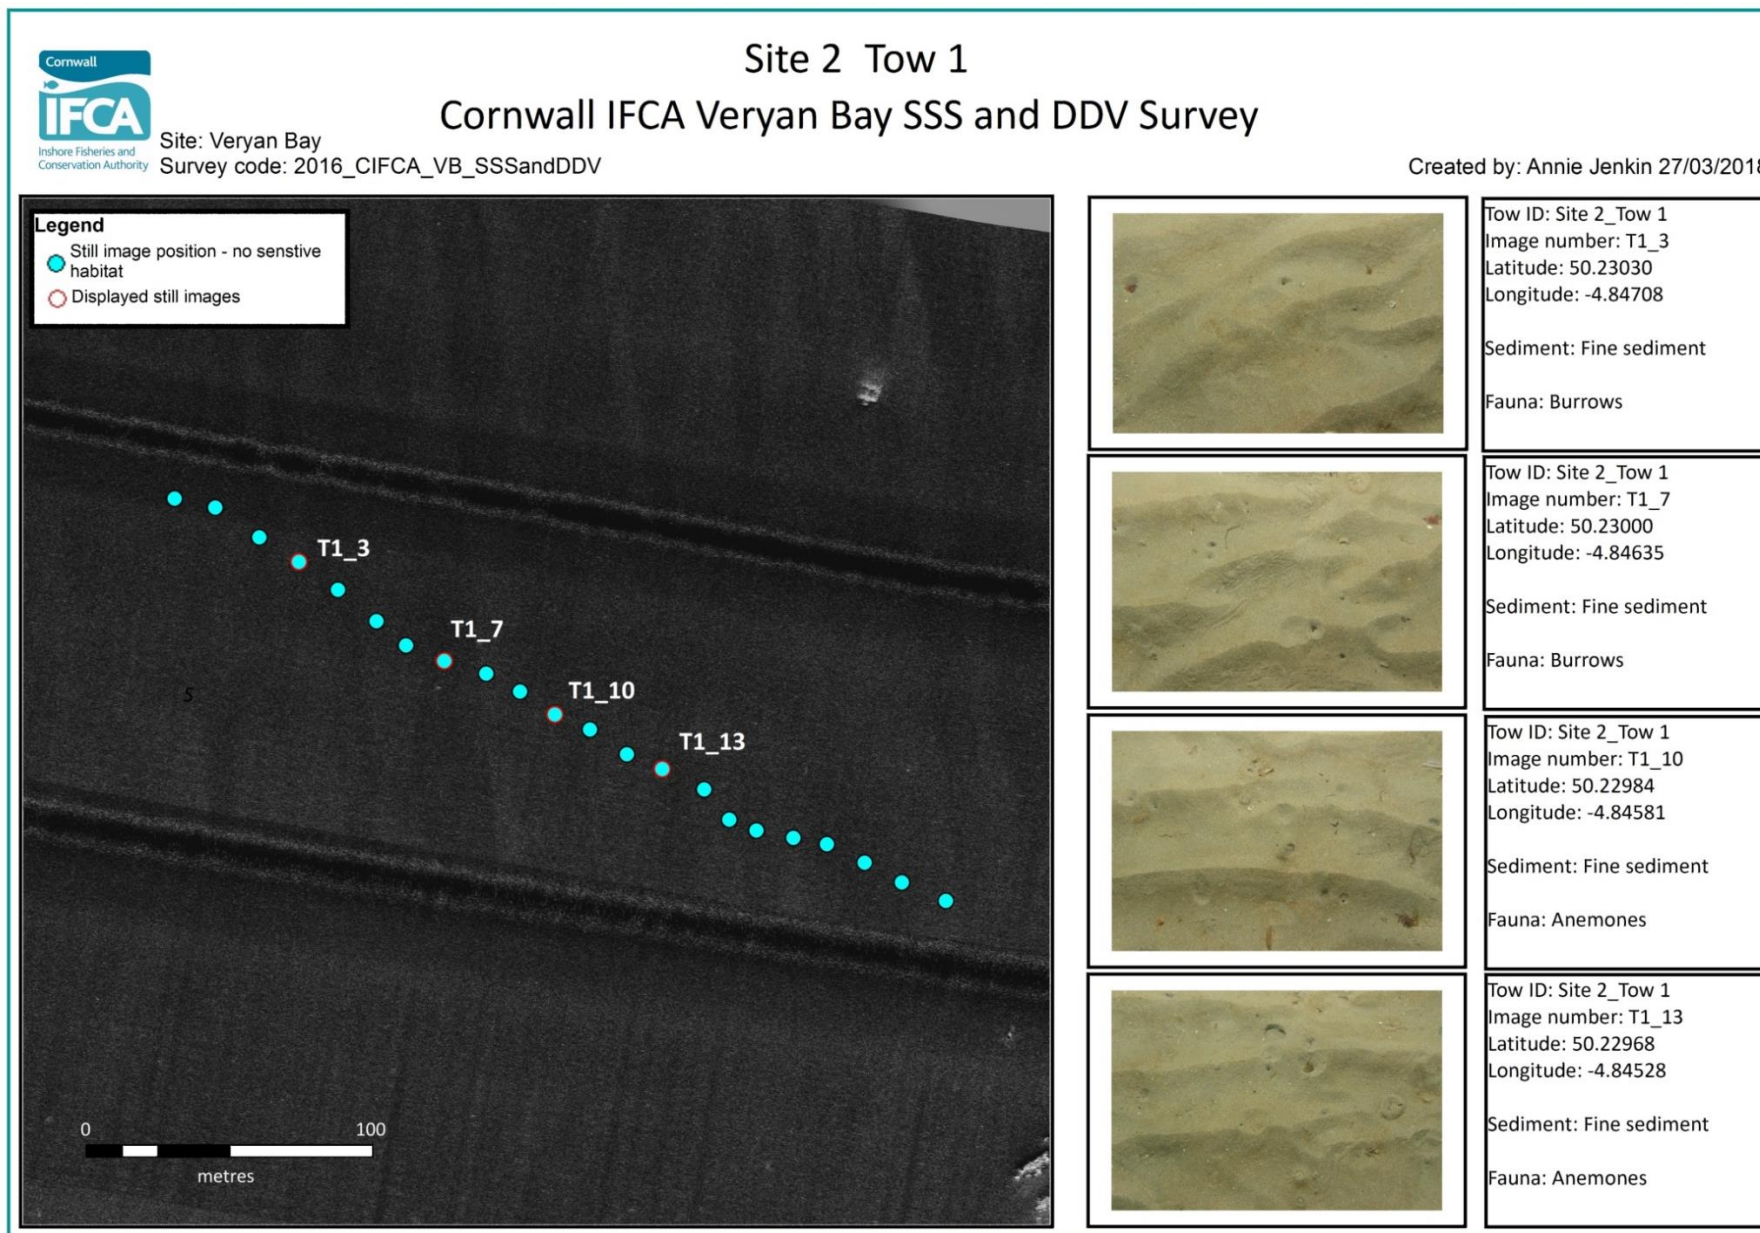 Site 2 Tow 1
Cornwall IFCA Veryan Bay SSS and DDV Survey
Cornwall
IFCA
Inshore Fisheries and
Conservation Authority
Site: Veryan Bay
Survey code: 2016_CIFCA_VB_SSSandDDV
Created by: Annie Jenkin 27/03/2018
Legend
Still image position - no senstive
habitat
Displayed still images
T1_3
T1_7
T1_10
T1_13
5
0 100
metres
Tow ID: Site 2_Tow 1
Image number: T1_3
Latitude: 50.23030
Longitude: -4.84708
Sediment: Fine sediment
Fauna: Burrows
Tow ID: Site 2_Tow 1
Image number: T1_7
Latitude: 50.23000
Longitude: -4.84635
Sediment: Fine sediment
Fauna: Burrows
Tow ID: Site 2_Tow 1
Image number: T1_10
Latitude: 50.22984
Longitude: -4.84581
Sediment: Fine sediment
Fauna: Anemones
Tow ID: Site 2_Tow 1
Image number: T1_13
Latitude: 50.22968
Longitude: -4.84528
Sediment: Fine sediment
Fauna: Anemones